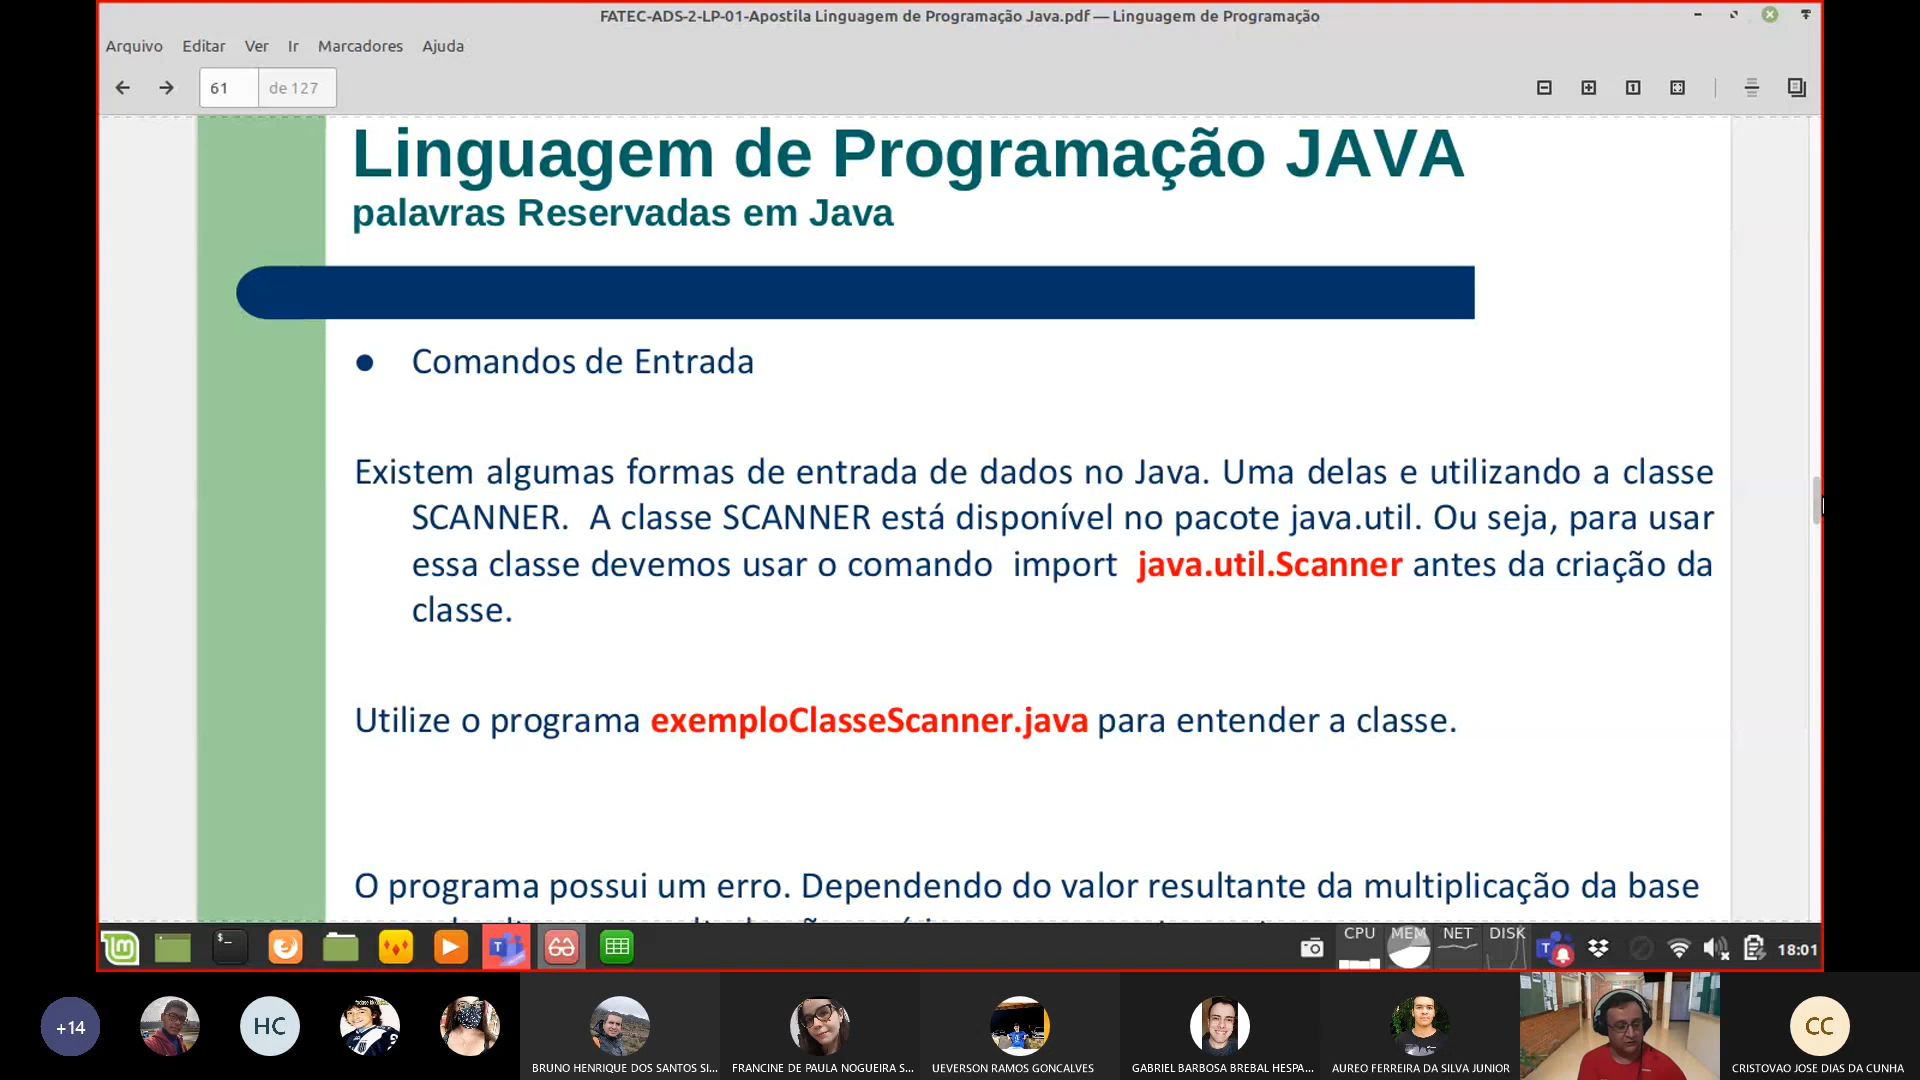 FATEC-ADS-2-LP-01-Apostila Linguagem de Programação Java.pdf — Linguagem de Programação
Arquivo Editar Ver Ir Marcadores Ajuda
61 de 127
Linguagem de Programação JAVA
palavras Reservadas em Java
● Comandos de Entrada
Existem algumas formas de entrada de dados no Java. Uma delas e utilizando a classe
SCANNER. A classe SCANNER está disponível no pacote java.util. Ou seja, para usar
essa classe devemos usar o comando import java.util.Scanner antes da criação da
classe.
Utilize o programa exemploClasseScanner.java para entender a classe.
O programa possui um erro. Dependendo do valor resultante da multiplicação da base
CPU MEM NET DISK
18:01
+14
HC
CC
BRUNO HENRIQUE DOS SANTOS SI... FRANCINE DE PAULA NOGUEIRA S... UEVERSON RAMOS GONCALVES GABRIEL BARBOSA BREBAL HESPA... AUREO FERREIRA DA SILVA JUNIOR CRISTOVAO JOSE DIAS DA CUNHA